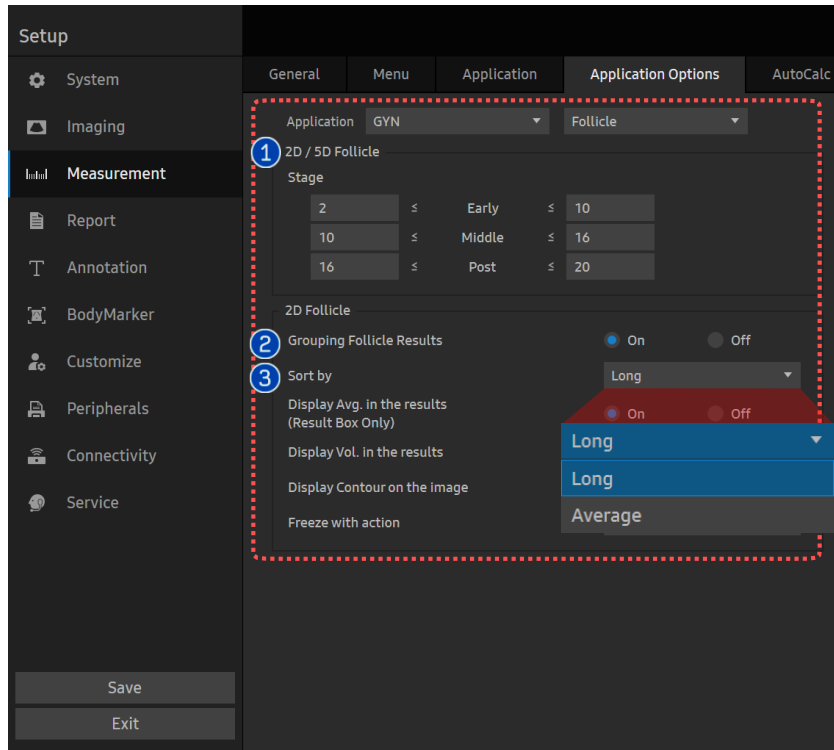 Setup
System
Imaging
Measurement
Report
Annotation
BodyMarker
Customize
Peripherals
Connectivity
Service
Save
Exit
General Menu Application Application Options AutoCalc
Application GYN Follicle
1 2D / 5D Follicle
Stage
2 ≤ Early ≤ 10
10 ≤ Middle ≤ 16
16 ≤ Post ≤ 20
2D Follicle
2 Grouping Follicle Results On Off
3 Sort by Long
Display Avg. in the results
(Result Box Only) On Off
Display Vol. in the results
Display Contour on the image
Freeze with action
Long
Long
Average